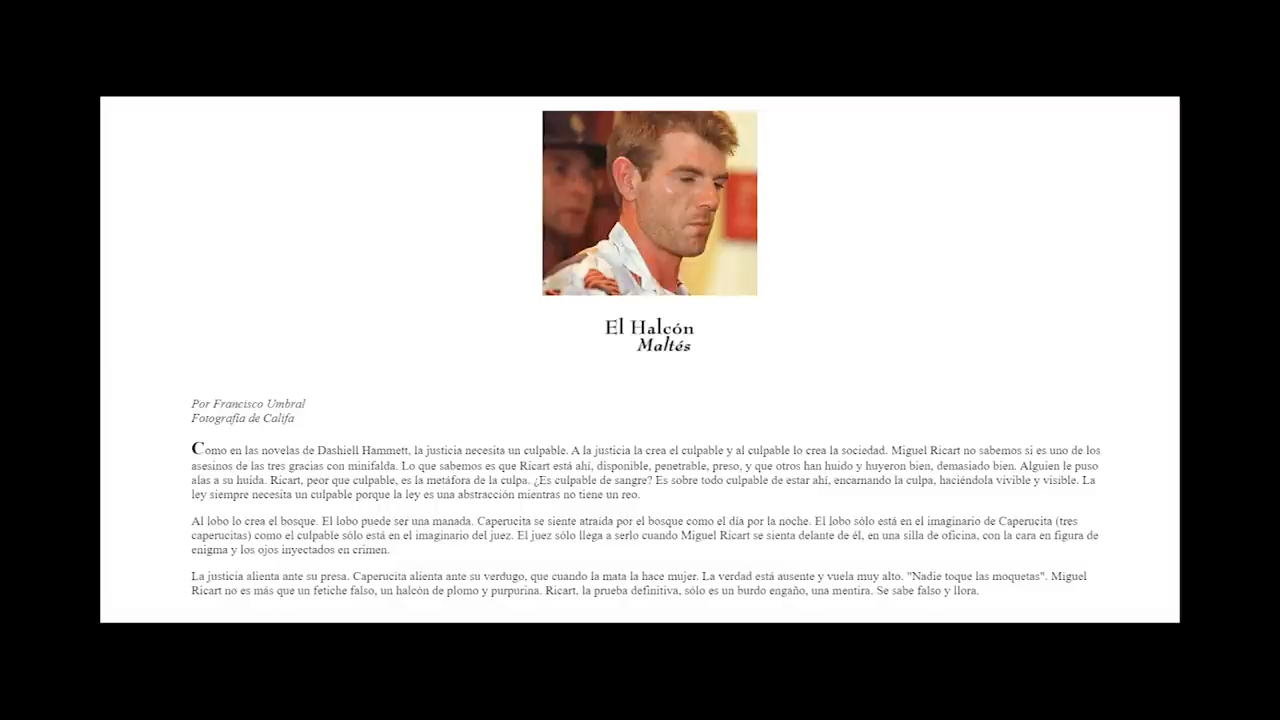 El Halcón
Maltés
Por Francisco Umbral
Fotografía de Califa
Como en las novelas de Dashiell Hammett, la justicia necesita un culpable. A la justicia la crea el culpable y al culpable lo crea la sociedad. Miguel Ricart no sabemos si es uno de los
asesinos de las tres gracias con minifalda. Lo que sabemos es que Ricart está ahí, disponible, penetrable, preso, y que otros han huido y huyeron bien, demasiado bien. Alguien le puso
alas a su huida. Ricart, peor que culpable, es la metáfora de la culpa. ¿Es culpable de sangre? Es sobre todo culpable de estar ahí, encarnando la culpa, haciéndola vivible y visible. La
ley siempre necesita un culpable porque la ley es una abstracción mientras no tiene un reo.
Al lobo lo crea el bosque. El lobo puede ser una manada. Caperucita se siente atraída por el bosque como el día por la noche. El lobo sólo está en el imaginario de Caperucita (tres
caperucitas) como el culpable sólo está en el imaginario del juez. El juez sólo llega a serlo cuando Miguel Ricart se sienta delante de él, en una silla de oficina, con la cara en figura de
enigma y los ojos inyectados en crimen.
La justicia alienta ante su presa. Caperucita alienta ante su verdugo, que cuando la mata la hace mujer. La verdad está ausente y vuela muy alto. "Nadie toque las moquetas". Miguel
Ricart no es más que un fetiche falso, un halcón de plomo y purpurina. Ricart, la prueba definitiva, sólo es un burdo engaño, una mentira. Se sabe falso y llora.